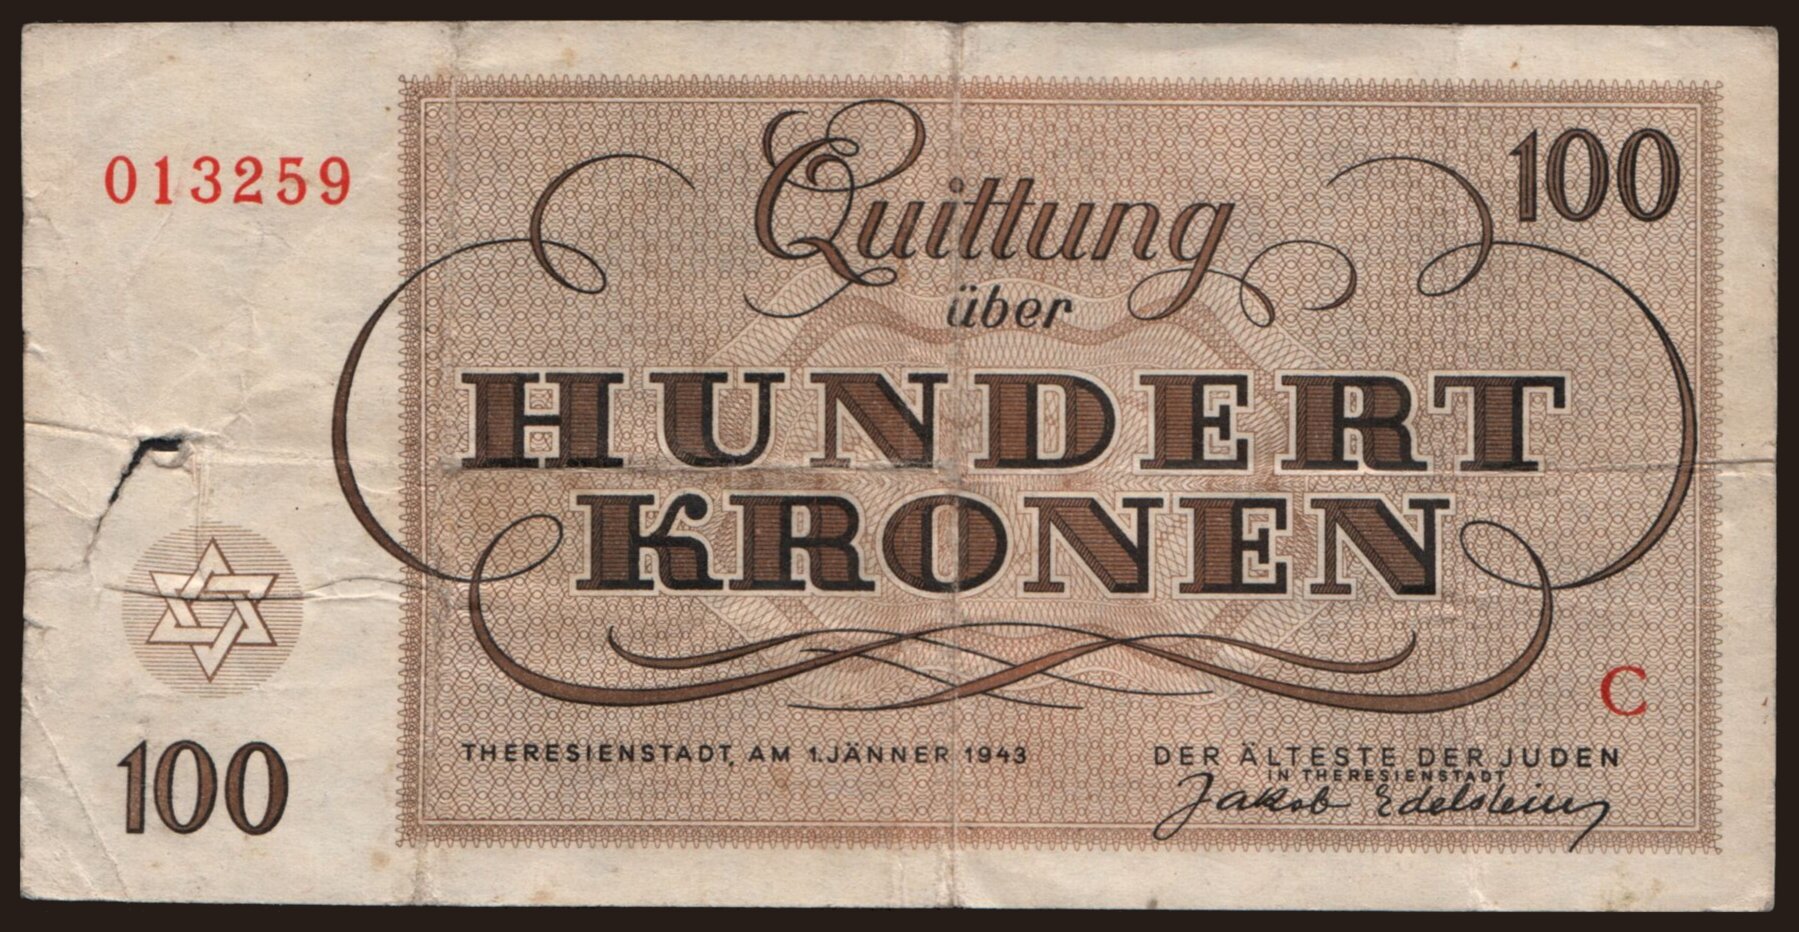 013259
100
Quittung
über
HUNDERT
KRONEN
C
THERESIENSTADT, AM 1. JÄNNER 1943
DER ÄLTESTE DER JUDEN
IN THERESIENSTADT
Jakob Edelstein
100